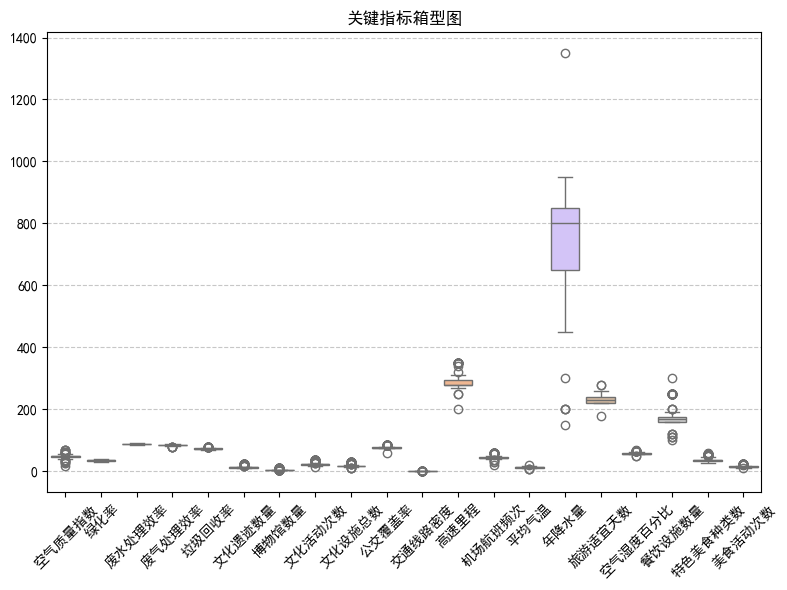 关键指标箱型图
1400
1200
1000
800
600
400
200
0
空气质量指数
绿化率
废水处理效率
废气处理效率
垃圾回收率
文化遗迹数量
博物馆数量
文化活动次数
文化设施总数
公交覆盖率
交通线路密度
高速里程
机场航班频次
平均气温
年降水量
旅游适宜天数
空气湿度百分比
餐饮设施数量
特色美食种类数
美食活动次数